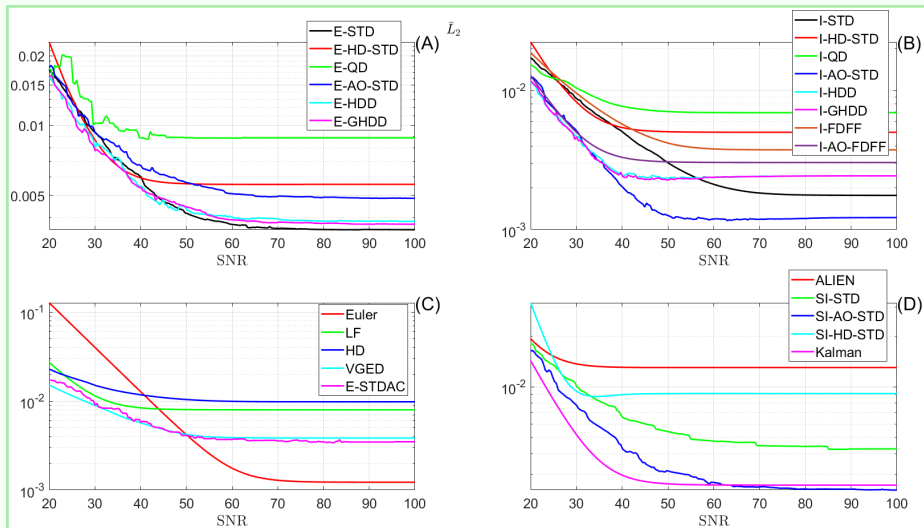 L̄₂
(A)
E-STD
E-HD-STD
E-QD
E-AO-STD
E-HDD
E-GHDD
0.02
0.015
0.01
0.005
20 30 40 50 60 70 80 90 100
SNR
(B)
I-STD
I-HD-STD
I-QD
I-AO-STD
I-HDD
I-GHDD
I-FDFF
I-AO-FDFF
10⁻²
10⁻³
20 30 40 50 60 70 80 90 100
SNR
(C)
Euler
LF
HD
VGED
E-STDAC
10⁻¹
10⁻²
10⁻³
20 30 40 50 60 70 80 90 100
SNR
(D)
ALIEN
SI-STD
SI-AO-STD
SI-HD-STD
Kalman
10⁻²
20 30 40 50 60 70 80 90 100
SNR